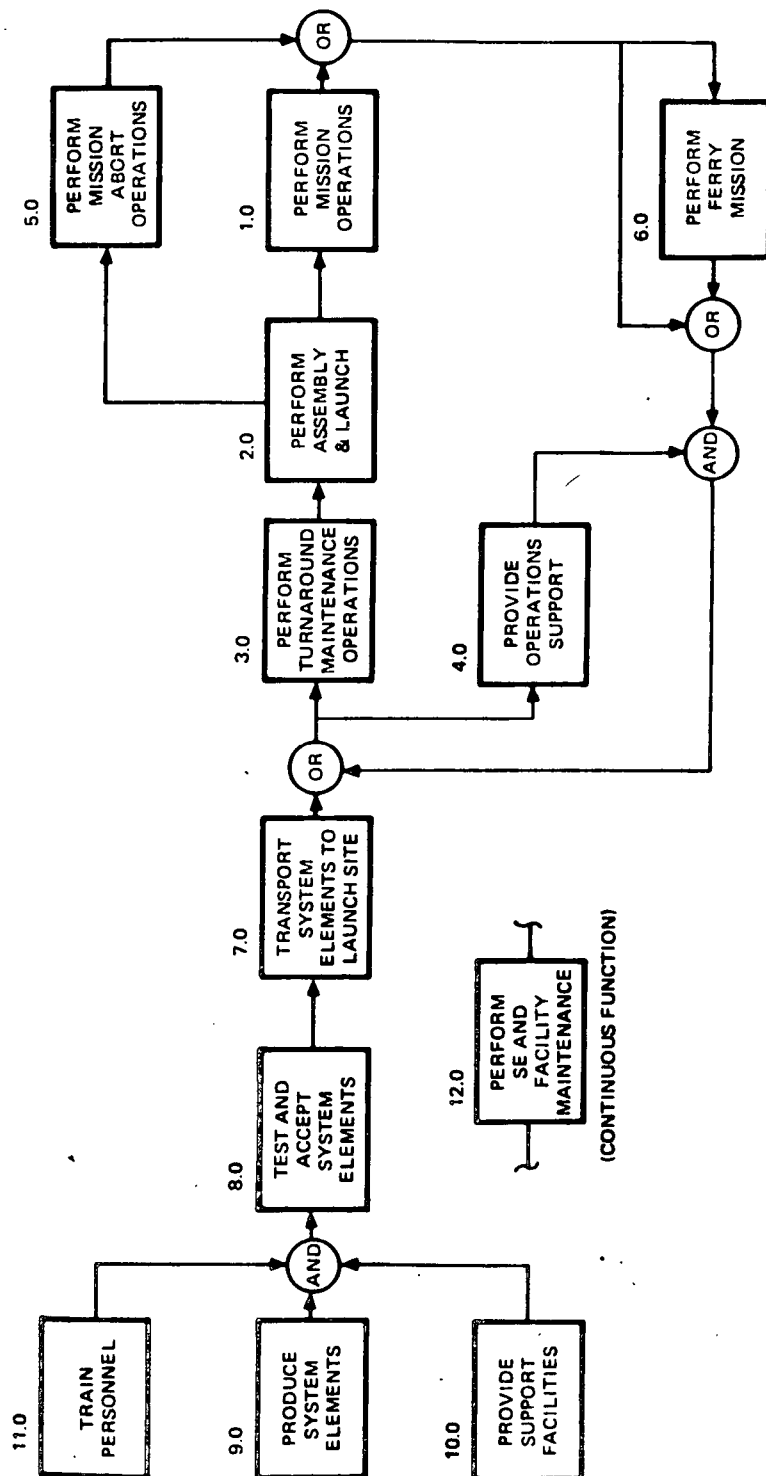 11.0
TRAIN
PERSONNEL
9.0
PRODUCE
SYSTEM
ELEMENTS
10.0
PROVIDE
SUPPORT
FACILITIES
AND
8.0
TEST AND
ACCEPT
SYSTEM
ELEMENTS
7.0
TRANSPORT
SYSTEM
ELEMENTS TO
LAUNCH SITE
OR
3.0
PERFORM
TURNAROUND
MAINTENANCE
OPERATIONS
2.0
PERFORM
ASSEMBLY
& LAUNCH
5.0
PERFORM
MISSION
ABORT
OPERATIONS
1.0
PERFORM
MISSION
OPERATIONS
OR
4.0
PROVIDE
OPERATIONS
SUPPORT
AND
OR
6.0
PERFORM
FERRY
MISSION
12.0
PERFORM
SE AND
FACILITY
MAINTENANCE
(CONTINUOUS FUNCTION)